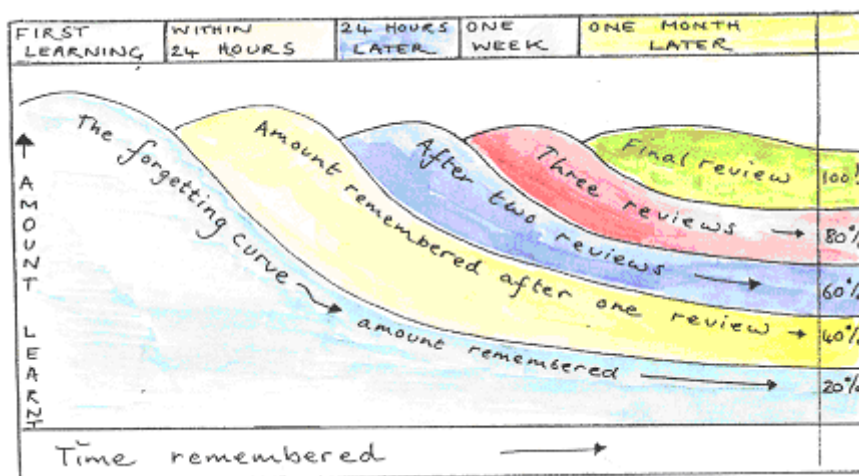 FIRST LEARNING
WITHIN 24 HOURS
24 HOURS LATER
ONE WEEK
ONE MONTH LATER
The forgetting curve
amount remembered
Amount remembered after one review
After two reviews
Three reviews
Final review
100%
80%
60%
40%
20%
AMOUNT LEARNT
Time remembered